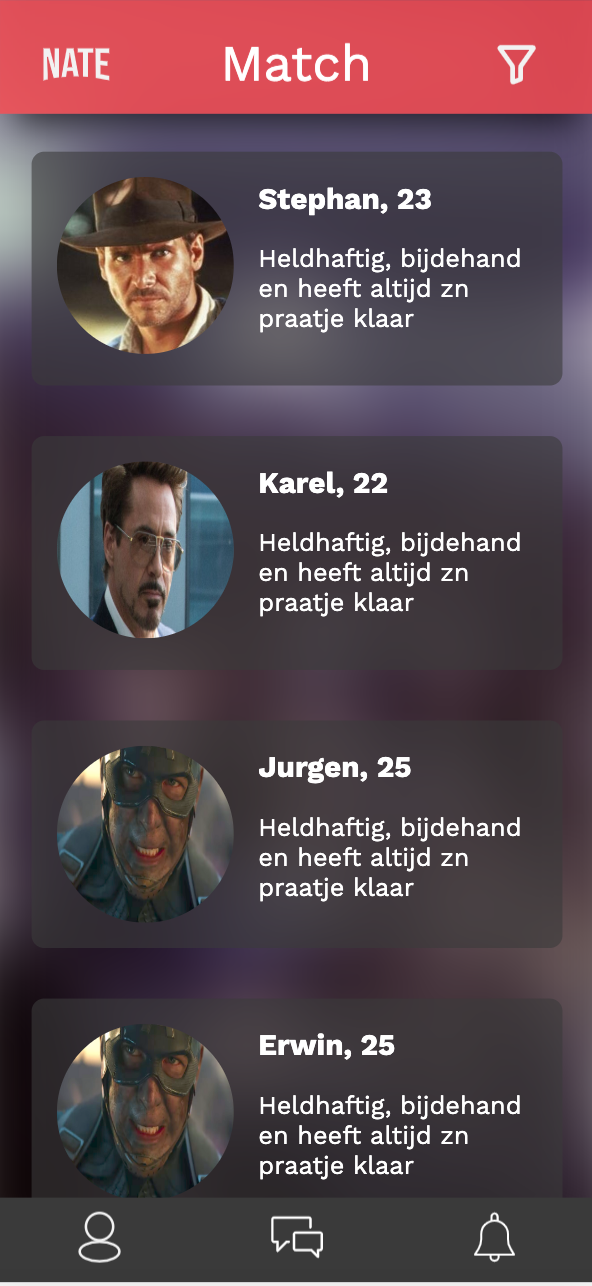 NATE
Match
Stephan, 23
Heldhaftig, bijdehand
en heeft altijd zn
praatje klaar
Karel, 22
Heldhaftig, bijdehand
en heeft altijd zn
praatje klaar
Jurgen, 25
Heldhaftig, bijdehand
en heeft altijd zn
praatje klaar
Erwin, 25
Heldhaftig, bijdehand
en heeft altijd zn
praatje klaar